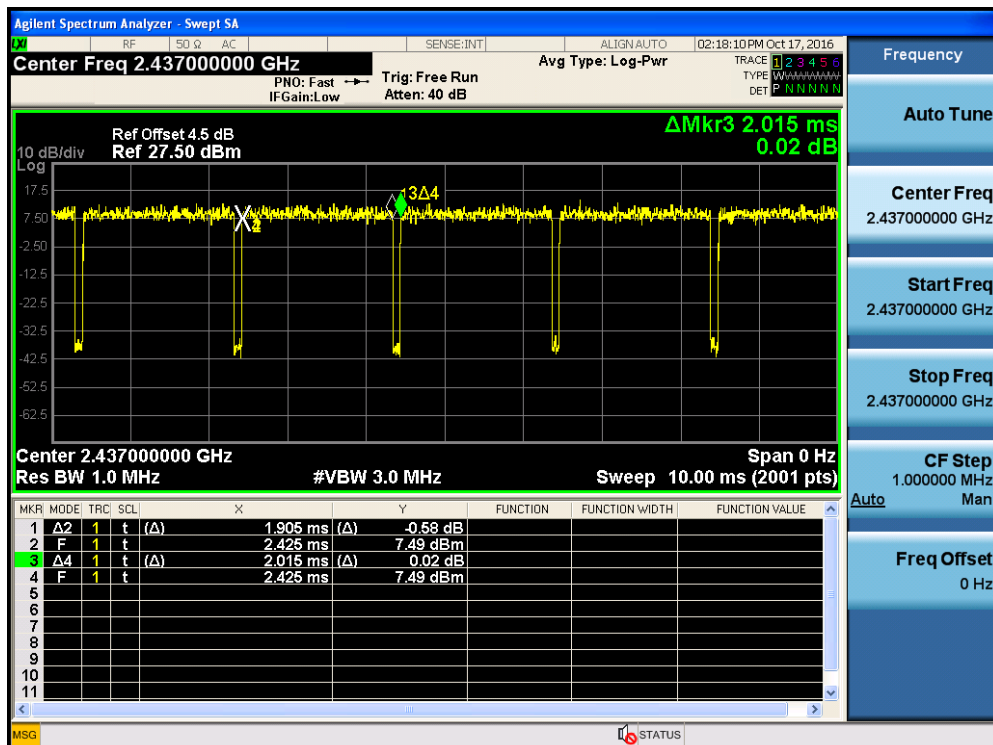 Agilent Spectrum Analyzer - Swept SA
LXI RF 50 Ω AC SENSE:INT ALIGN AUTO 02:18:10 PM Oct 17, 2016
Center Freq 2.437000000 GHz
PNO: Fast
IFGain:Low
Trig: Free Run
Atten: 40 dB
Avg Type: Log-Pwr
TRACE 1 2 3 4 5 6
TYPE WWWWWW
DET P N N N N N
ΔMkr3 2.015 ms
0.02 dB
Ref Offset 4.5 dB
10 dB/div Ref 27.50 dBm
Log
17.5
7.50
-2.50
-12.5
-22.5
-32.5
-42.5
-52.5
-62.5
13Δ4
Center 2.437000000 GHz Span 0 Hz
Res BW 1.0 MHz #VBW 3.0 MHz Sweep 10.00 ms (2001 pts)
MKR MODE TRC SCL X Y FUNCTION FUNCTION WIDTH FUNCTION VALUE
1 Δ2 1 t (Δ) 1.905 ms (Δ) -0.58 dB
2 F 1 t 2.425 ms 7.49 dBm
3 Δ4 1 t (Δ) 2.015 ms (Δ) 0.02 dB
4 F 1 t 2.425 ms 7.49 dBm
5
6
7
8
9
10
11
MSG STATUS
Frequency
Auto Tune
Center Freq
2.437000000 GHz
Start Freq
2.437000000 GHz
Stop Freq
2.437000000 GHz
CF Step
1.000000 MHz
Auto Man
Freq Offset
0 Hz